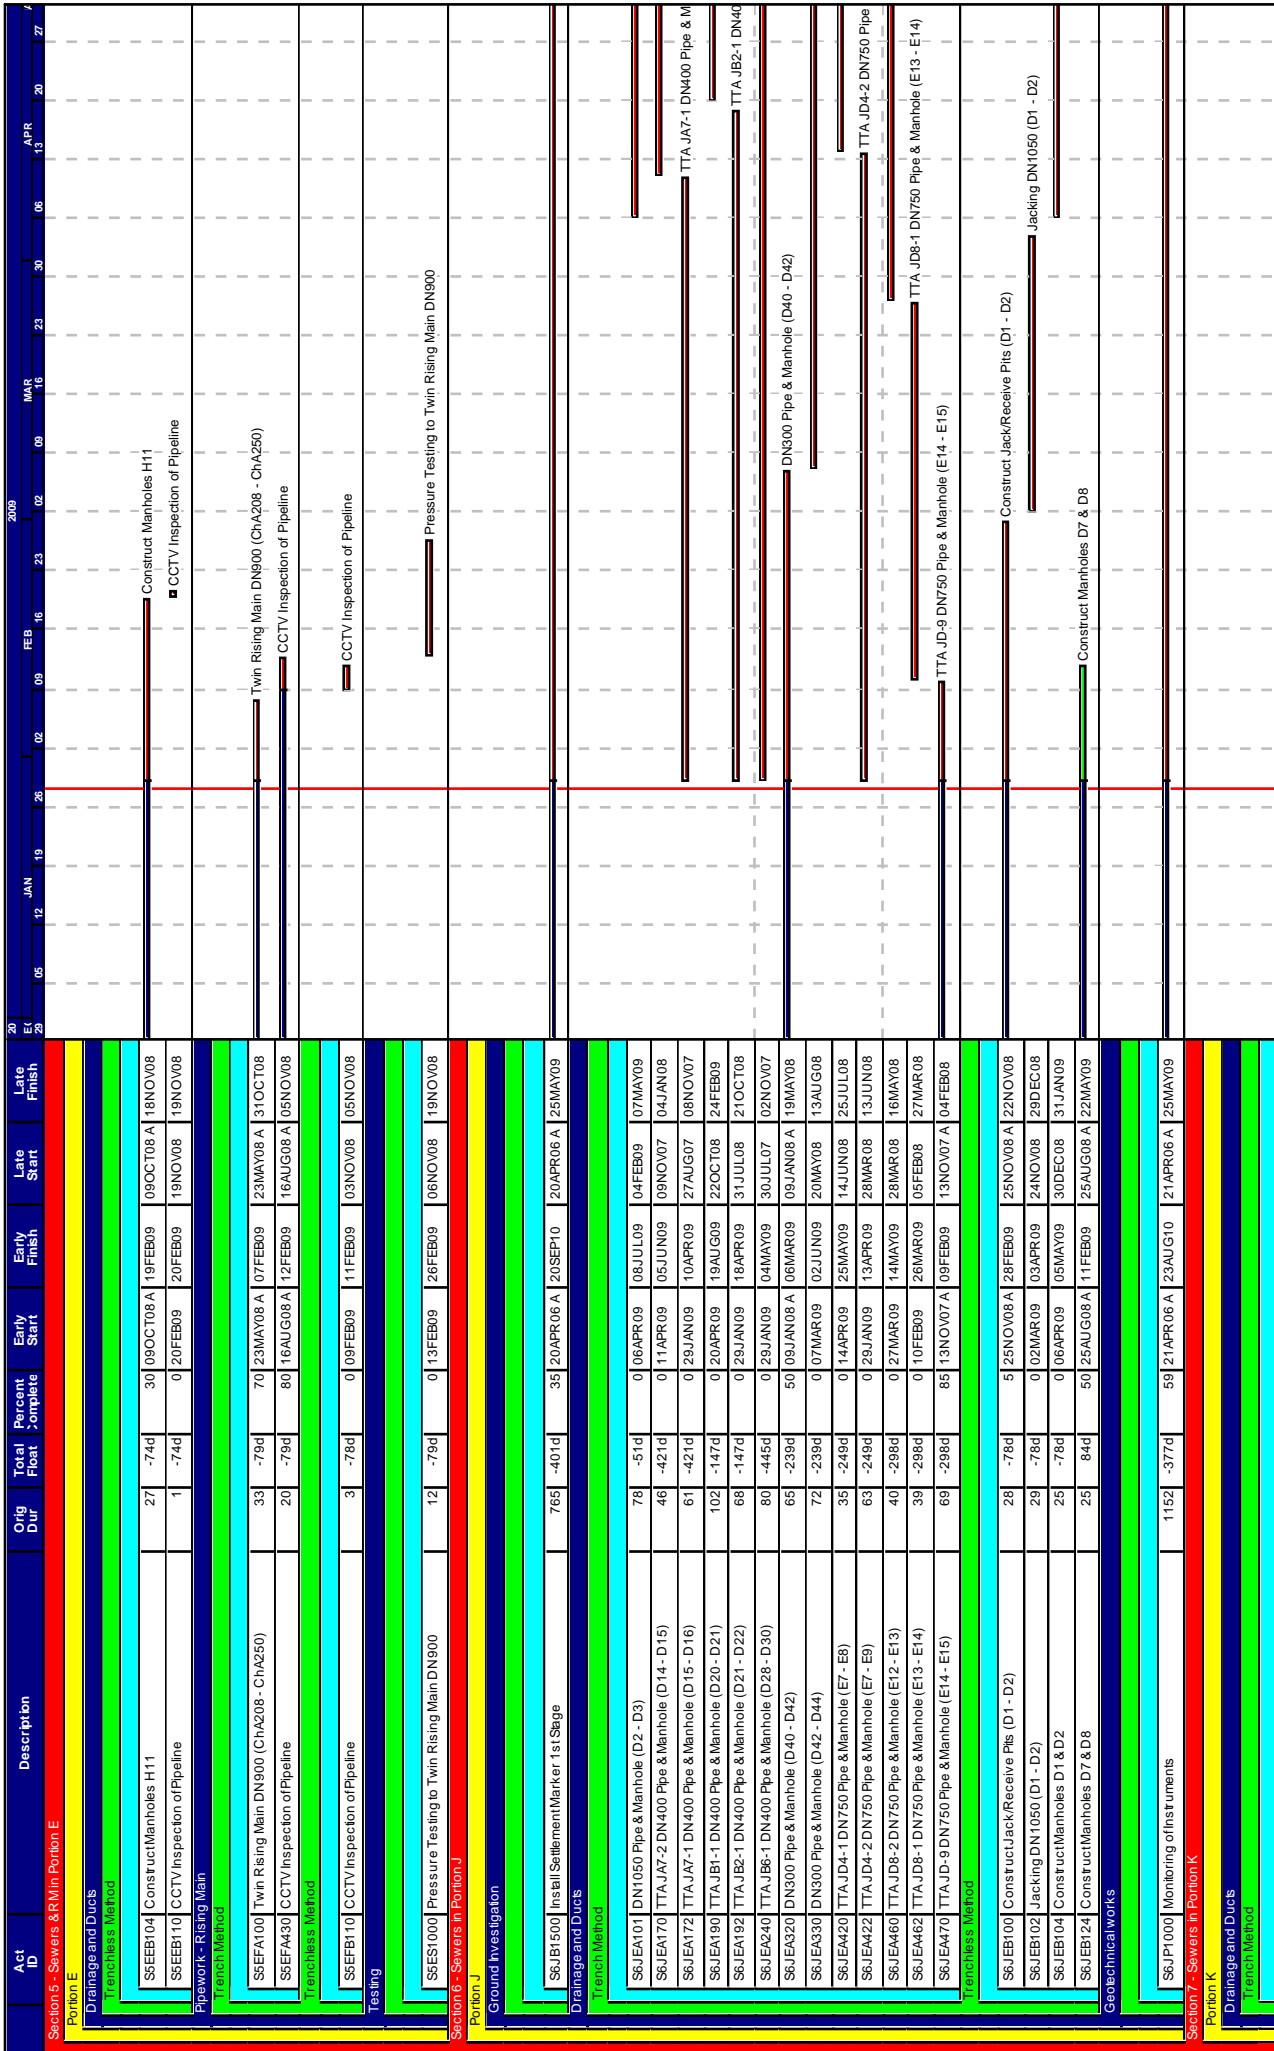 Act ID Description Orig Dur Total Float Percent Complete Early Start Early Finish Late Start Late Finish
2009
JAN FEB MAR APR
29 05 12 19 26 02 09 16 23 02 09 16 23 30 06 13 20 27
Section 5 - Sewers & RM in Portion E
Portion E
Drainage and Ducts
Trenchless Method
S5EEB104 Construct Manholes H11 27 -74d 30 09OCT08 A 19FEB09 09OCT08 A 18NOV08 Construct Manholes H11
S5EEB110 CCTV Inspection of Pipeline 1 -74d 0 20FEB09 20FEB09 19NOV08 19NOV08 CCTV Inspection of Pipeline
Pipework - Rising Main
Trench Method
S5EFA100 Twin Rising Main DN900 (ChA208 - ChA250) 33 -79d 70 23MAY08 A 07FEB09 23MAY08 A 31OCT08 Twin Rising Main DN900 (ChA208 - ChA250)
S5EFA430 CCTV Inspection of Pipeline 20 -79d 80 16AUG08 A 12FEB09 16AUG08 A 05NOV08 CCTV Inspection of Pipeline
Trenchless Method
S5EFB110 CCTV Inspection of Pipeline 3 -78d 0 09FEB09 11FEB09 03NOV08 05NOV08 CCTV Inspection of Pipeline
Testing
S5ES1000 Pressure Testing to Twin Rising Main DN900 12 -79d 0 13FEB09 26FEB09 06NOV08 19NOV08 Pressure Testing to Twin Rising Main DN900
Section 6 - Sewers in Portion J
Portion J
Ground Investigation
S6JB1500 Install Settlement Marker 1st Stage 765 -401d 35 20APR06 A 20SEP10 20APR06 A 25MAY09
Drainage and Ducts
Trench Method
S6JEA101 DN1050 Pipe & Manhole (D2 - D3) 78 -51d 0 06APR09 08JUL09 04FEB09 07MAY09
S6JEA170 TTA JA7-2 DN400 Pipe & Manhole (D14 - D15) 46 -421d 0 11APR09 05JUN09 09NOV07 04JAN08
S6JEA172 TTA JA7-1 DN400 Pipe & Manhole (D15 - D16) 61 -421d 0 29JAN09 10APR09 27AUG07 08NOV07 TTA JA7-1 DN400 Pipe & M
S6JEA190 TTA JB1-1 DN400 Pipe & Manhole (D20 - D21) 102 -147d 0 20APR09 19AUG09 22OCT08 24FEB09
S6JEA192 TTA JB2-1 DN400 Pipe & Manhole (D21 - D22) 68 -147d 0 29JAN09 18APR09 31JUL08 21OCT08 TTA JB2-1 DN40
S6JEA240 TTA JB6-1 DN400 Pipe & Manhole (D28 - D30) 80 -445d 0 29JAN09 04MAY09 30JUL07 02NOV07
S6JEA320 DN300 Pipe & Manhole (D40 - D42) 65 -239d 50 09JAN08 A 06MAR09 09JAN08 A 19MAY08 DN300 Pipe & Manhole (D40 - D42)
S6JEA330 DN300 Pipe & Manhole (D42 - D44) 72 -239d 0 07MAR09 02JUN09 20MAY08 13AUG08
S6JEA420 TTA JD4-1 DN750 Pipe & Manhole (E7 - E8) 35 -249d 0 14APR09 25MAY09 14JUN08 25JUL08
S6JEA422 TTA JD4-2 DN750 Pipe & Manhole (E7 - E9) 63 -249d 0 29JAN09 13APR09 28MAR08 13JUN08 TTA JD4-2 DN750 Pipe
S6JEA460 TTA JD8-2 DN750 Pipe & Manhole (E12 - E13) 40 -298d 0 27MAR09 14MAY09 28MAR08 16MAY08
S6JEA462 TTA JD8-1 DN750 Pipe & Manhole (E13 - E14) 39 -298d 0 10FEB09 26MAR09 05FEB08 27MAR08 TTA JD8-1 DN750 Pipe & Manhole (E13 - E14)
S6JEA470 TTA JD-9 DN750 Pipe & Manhole (E14 - E15) 69 -298d 85 13NOV07 A 09FEB09 13NOV07 A 04FEB08 TTA JD-9 DN750 Pipe & Manhole (E14 - E15)
Trenchless Method
S6JEB100 Construct Jack/Receive Pits (D1 - D2) 28 -78d 5 25NOV08 A 28FEB09 25NOV08 A 22NOV08 Construct Jack/Receive Pits (D1 - D2)
S6JEB102 Jacking DN1050 (D1 - D2) 29 -78d 0 02MAR09 03APR09 24NOV08 29DEC08 Jacking DN1050 (D1 - D2)
S6JEB104 Construct Manholes D1 & D2 25 -78d 0 06APR09 05MAY09 30DEC08 31JAN09
S6JEB124 Construct Manholes D7 & D8 25 84d 50 25AUG08 A 11FEB09 25AUG08 A 22MAY09 Construct Manholes D7 & D8
Geotechnical works
S6JP1000 Monitoring of Instruments 1152 -377d 59 21APR06 A 23AUG10 21APR06 A 25MAY09
Section 7 - Sewers in Portion K
Portion K
Drainage and Ducts
Trench Method